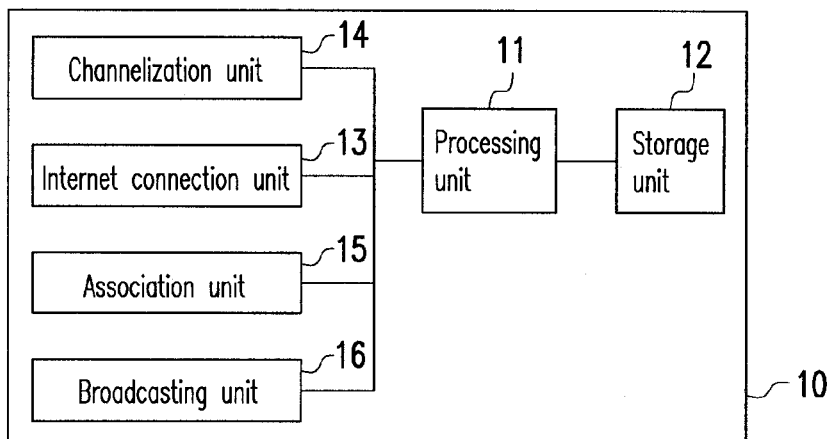 14
Channelization unit
11
12
13
Internet connection unit
Processing
unit
Storage
unit
15
Association unit
16
Broadcasting unit
10